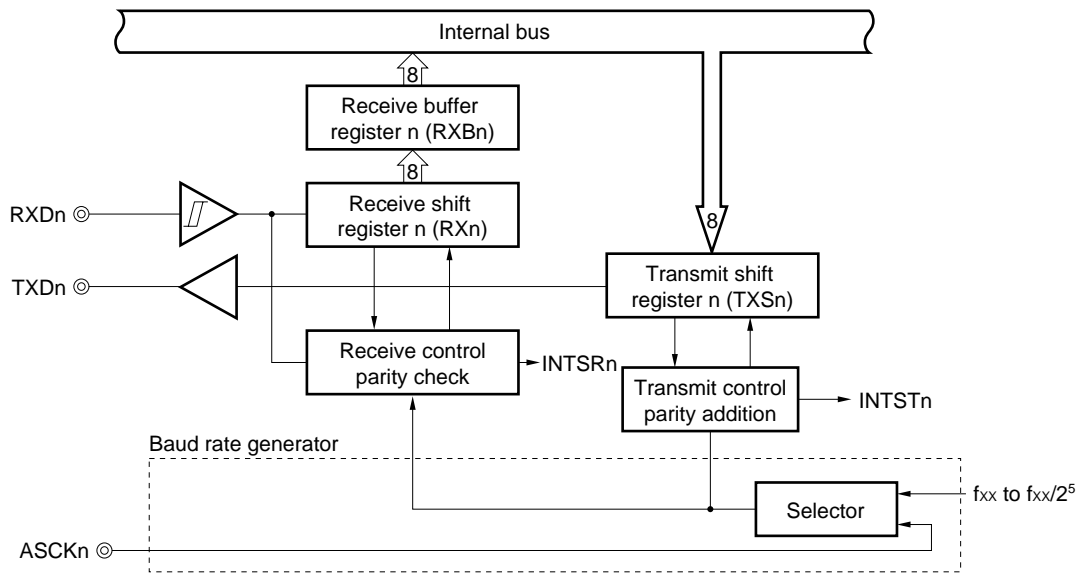 Internal bus
8
Receive buffer
register n (RXBn)
8
8
RXDn
Receive shift
register n (RXn)
TXDn
Transmit shift
register n (TXSn)
Receive control
parity check
INTSRn
Transmit control
parity addition
INTSTn
Baud rate generator
Selector
fxx to fxx/2⁵
ASCKn